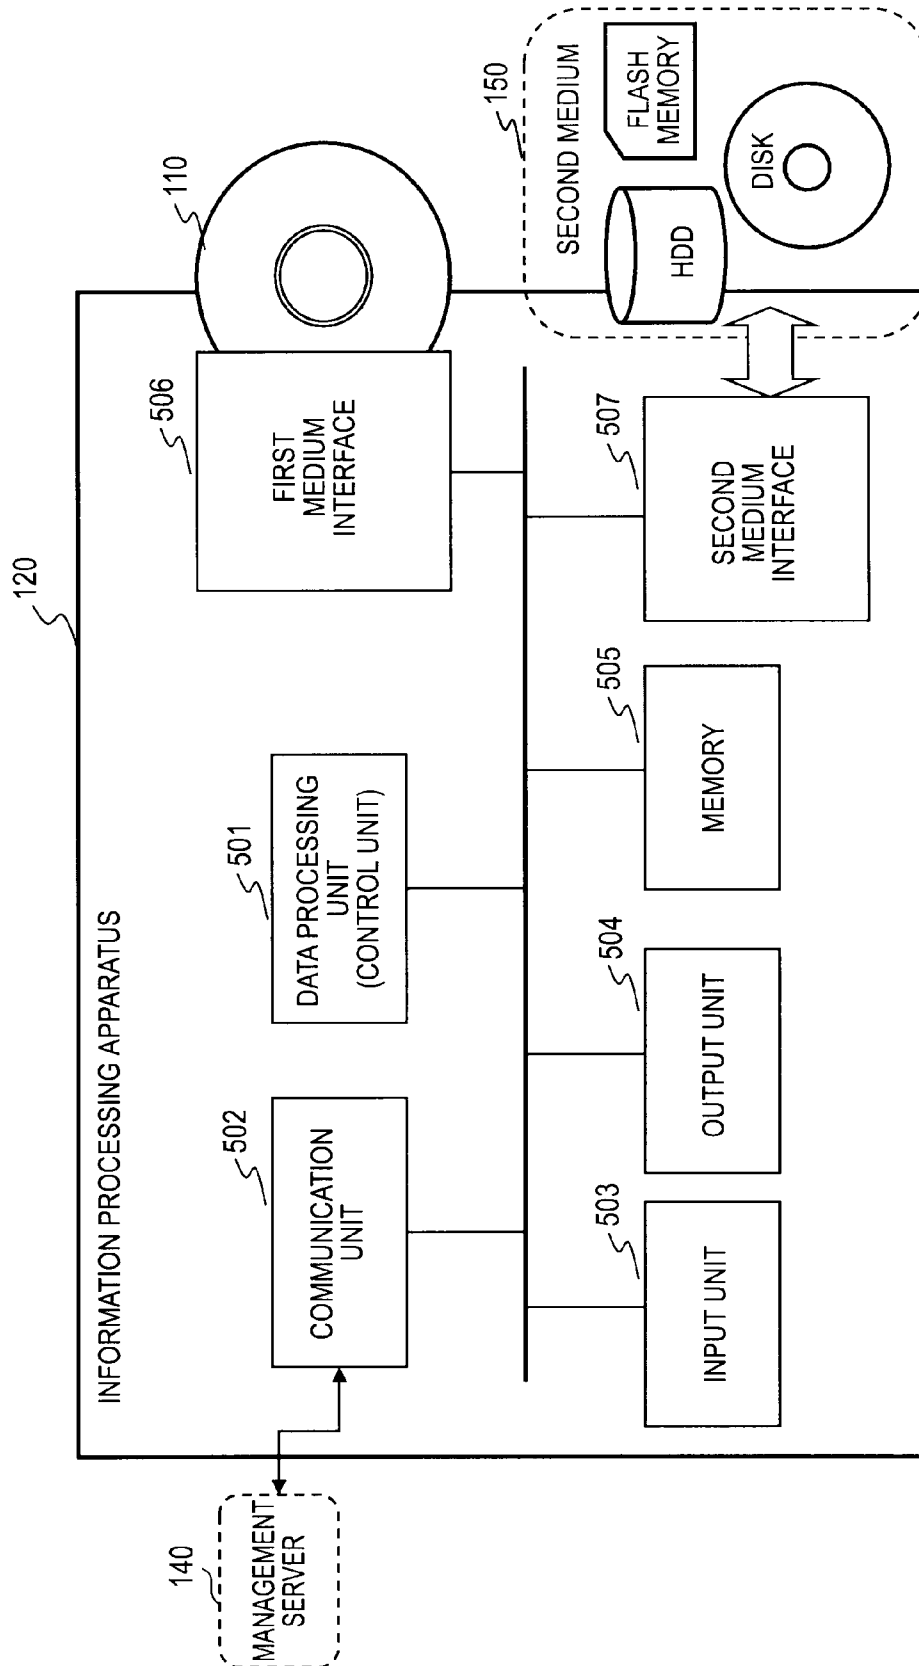 120
INFORMATION PROCESSING APPARATUS
140
MANAGEMENT
SERVER
502
COMMUNICATION
UNIT
501
DATA PROCESSING
UNIT
(CONTROL UNIT)
506
FIRST
MEDIUM
INTERFACE
110
503
INPUT UNIT
504
OUTPUT UNIT
505
MEMORY
507
SECOND
MEDIUM
INTERFACE
150
SECOND MEDIUM
HDD
FLASH
MEMORY
DISK